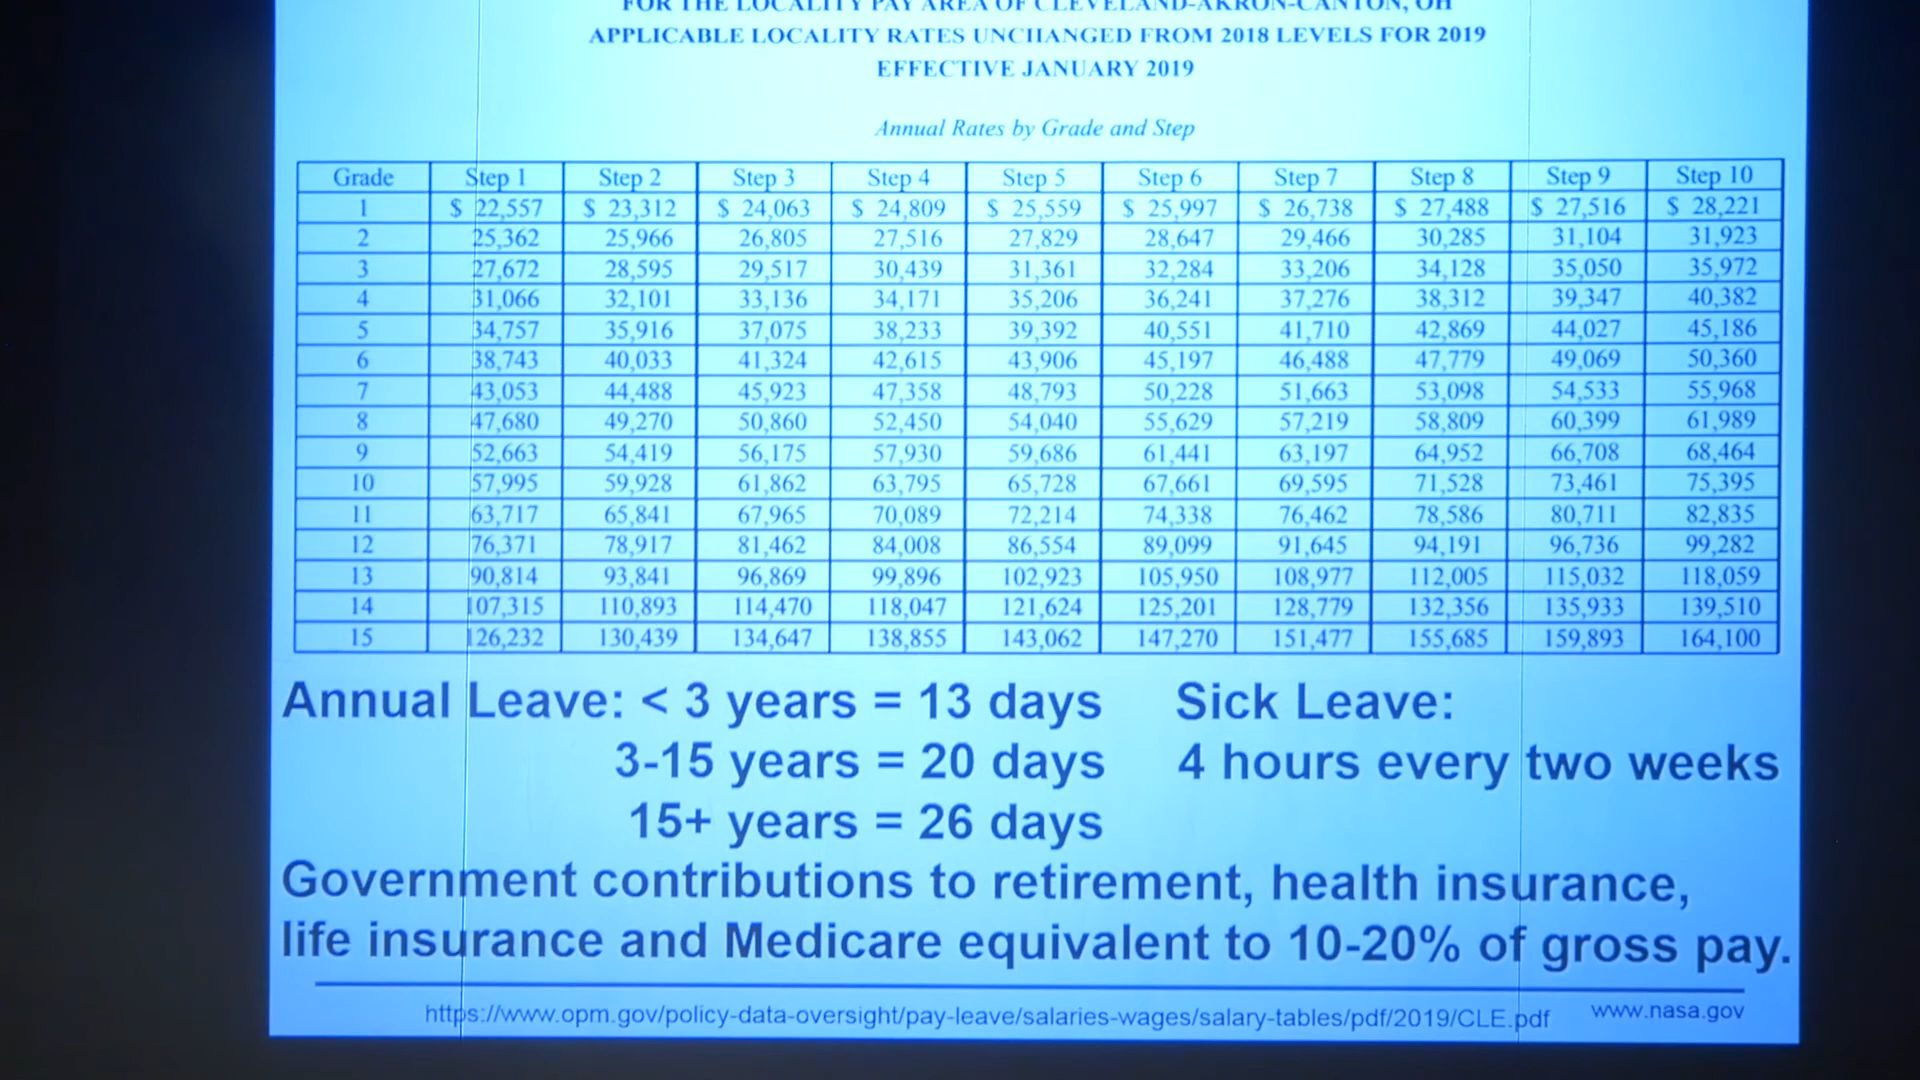 FOR THE LOCALITY PAY AREA OF CLEVELAND-AKRON-CANTON, OH
APPLICABLE LOCALITY RATES UNCHANGED FROM 2018 LEVELS FOR 2019
EFFECTIVE JANUARY 2019
Annual Rates by Grade and Step
Grade Step 1 Step 2 Step 3 Step 4 Step 5 Step 6 Step 7 Step 8 Step 9 Step 10
1 $ 22,557 $ 23,312 $ 24,063 $ 24,809 $ 25,559 $ 25,997 $ 26,738 $ 27,488 $ 27,516 $ 28,221
2 25,362 25,966 26,805 27,516 27,829 28,647 29,466 30,285 31,104 31,923
3 27,672 28,595 29,517 30,439 31,361 32,284 33,206 34,128 35,050 35,972
4 31,066 32,101 33,136 34,171 35,206 36,241 37,276 38,312 39,347 40,382
5 34,757 35,916 37,075 38,233 39,392 40,551 41,710 42,869 44,027 45,186
6 38,743 40,033 41,324 42,615 43,906 45,197 46,488 47,779 49,069 50,360
7 43,053 44,488 45,923 47,358 48,793 50,228 51,663 53,098 54,533 55,968
8 47,680 49,270 50,860 52,450 54,040 55,629 57,219 58,809 60,399 61,989
9 52,663 54,419 56,175 57,930 59,686 61,441 63,197 64,952 66,708 68,464
10 57,995 59,928 61,862 63,795 65,728 67,661 69,595 71,528 73,461 75,395
11 63,717 65,841 67,965 70,089 72,214 74,338 76,462 78,586 80,711 82,835
12 76,371 78,917 81,462 84,008 86,554 89,099 91,645 94,191 96,736 99,282
13 90,814 93,841 96,869 99,896 102,923 105,950 108,977 112,005 115,032 118,059
14 107,315 110,893 114,470 118,047 121,624 125,201 128,779 132,356 135,933 139,510
15 126,232 130,439 134,647 138,855 143,062 147,270 151,477 155,685 159,893 164,100
Annual Leave: < 3 years = 13 days Sick Leave:
3-15 years = 20 days 4 hours every two weeks
15+ years = 26 days
Government contributions to retirement, health insurance,
life insurance and Medicare equivalent to 10-20% of gross pay.
https://www.opm.gov/policy-data-oversight/pay-leave/salaries-wages/salary-tables/pdf/2019/CLE.pdf www.nasa.gov